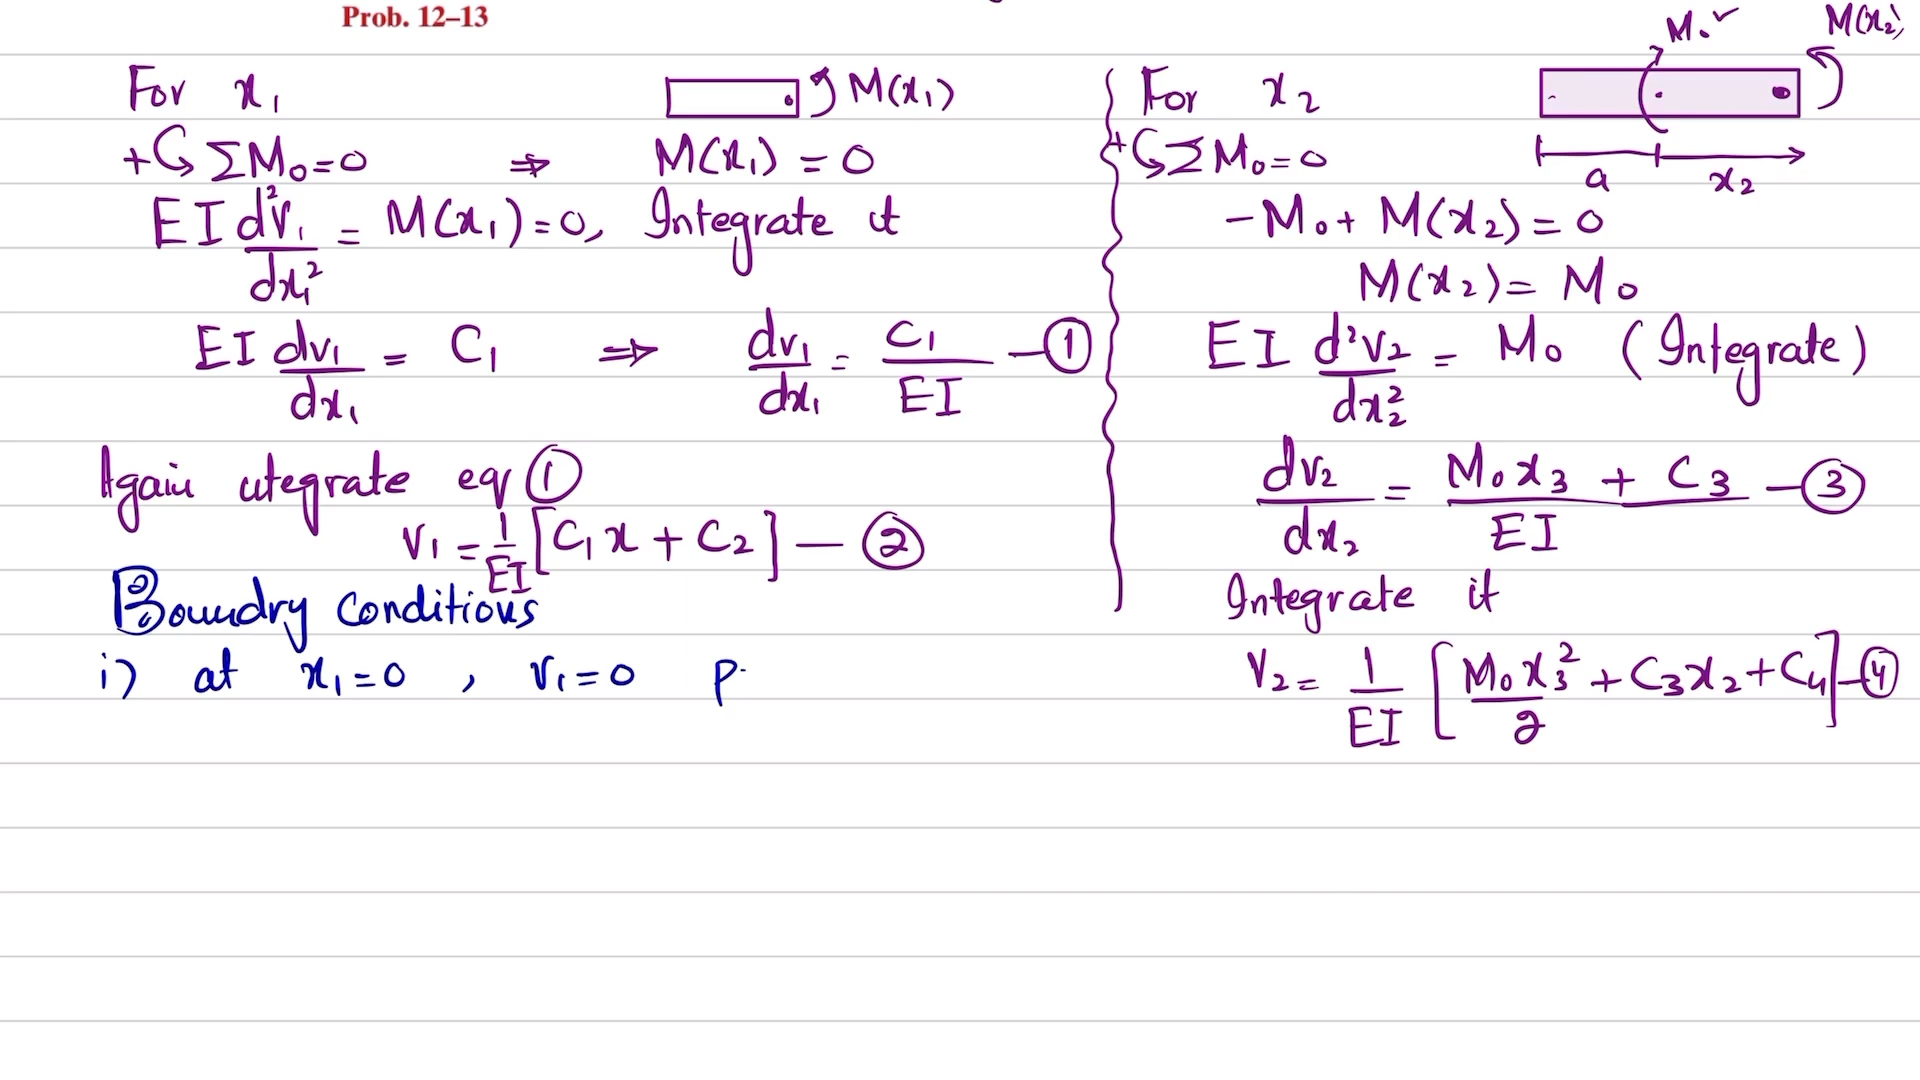 Prob. 12–13
For x₁
M(x₁)
+↺ ΣM₀=0 ⇒ M(x₁) = 0
EI d²v₁/dx₁² = M(x₁)=0, Integrate it
EI dv₁/dx₁ = C₁ ⇒ dv₁/dx₁ = C₁/EI —①
Again itegrate eq ①
v₁ = 1/EI [C₁x + C₂] — ②
Boundry conditions
i) at x₁=0 , v₁=0 p
For x₂
M₀
M(x₂)
a x₂
+↺ ΣM₀=0
-M₀+ M(x₂)=0
M(x₂)= M₀
EI d²v₂/dx₂² = M₀ (Integrate)
dv₂/dx₂ = (M₀x₃ + C₃)/EI —③
Integrate it
v₂= 1/EI [M₀x₃²/2 +C₃x₂+C₄]—④